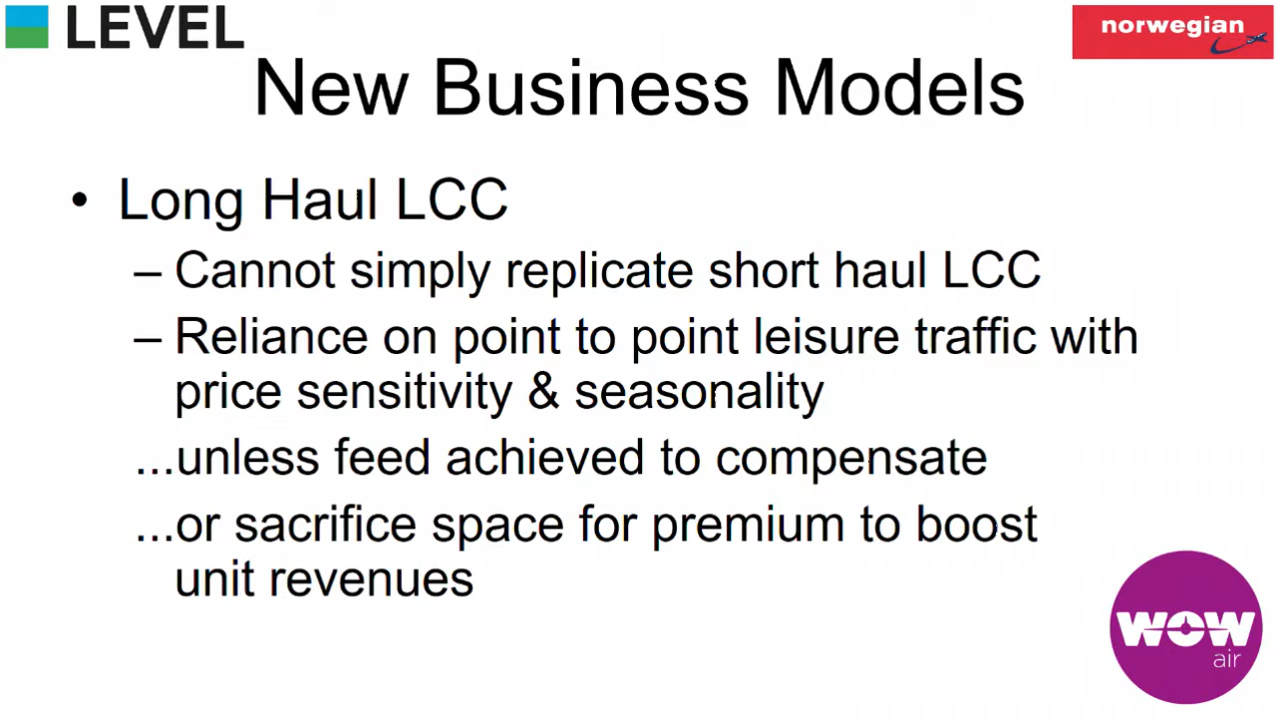 LEVEL
norwegian
New Business Models
• Long Haul LCC
– Cannot simply replicate short haul LCC
– Reliance on point to point leisure traffic with
price sensitivity & seasonality
...unless feed achieved to compensate
...or sacrifice space for premium to boost
unit revenues
WOW
air